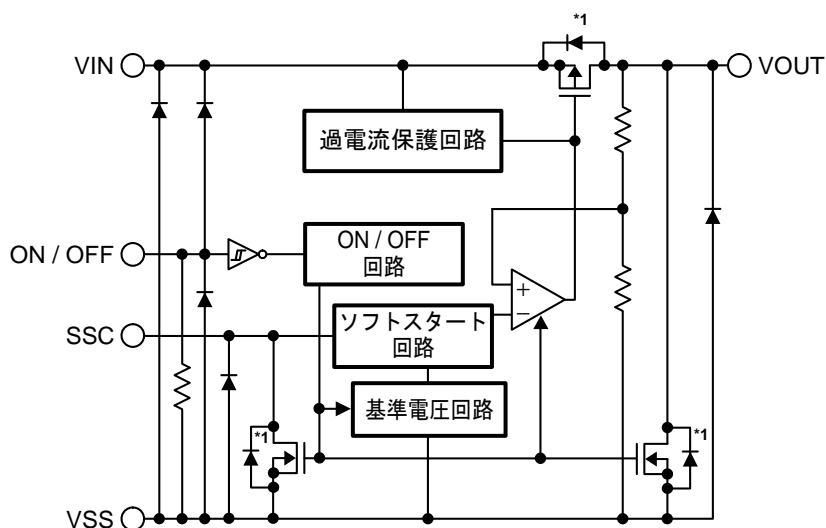 *1
VIN
VOUT
過電流保護回路
ON / OFF
ON / OFF
回路
+
−
SSC
ソフトスタート
回路
基準電圧回路
*1
*1
VSS